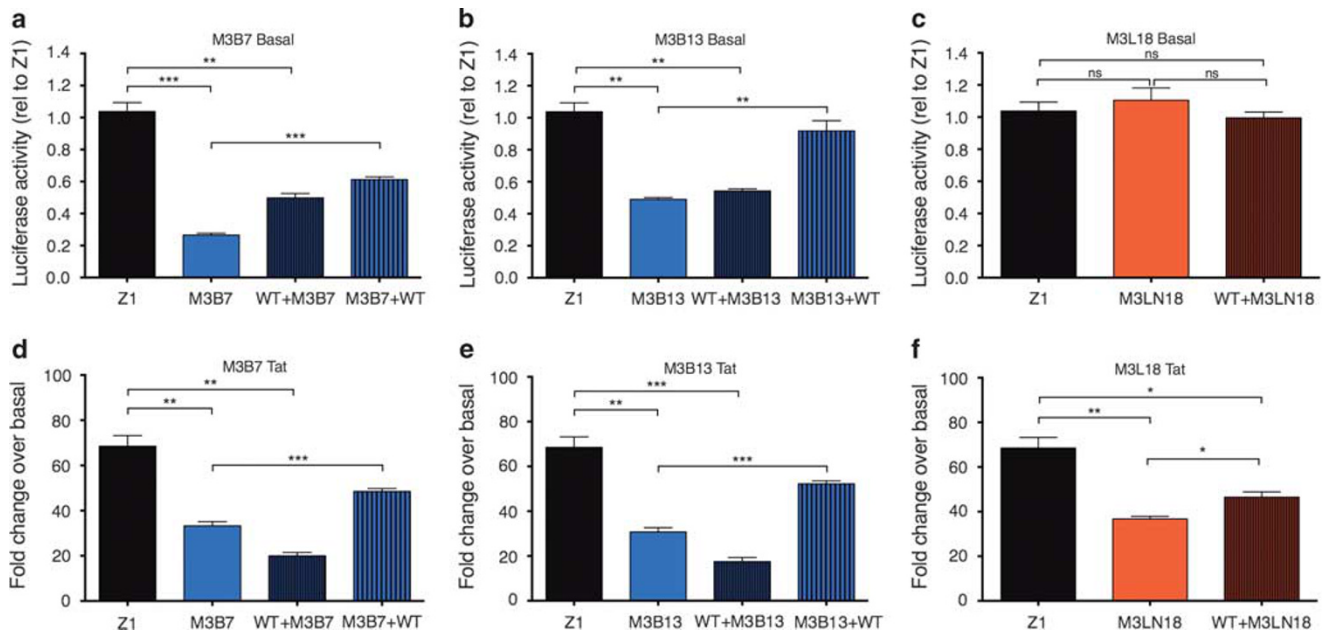 a
M3B7 Basal
Luciferase activity (rel to Z1)
1.4
1.2
1.0
0.8
0.6
0.4
0.2
0.0
**
***
***
Z1 M3B7 WT+M3B7 M3B7+WT
b
M3B13 Basal
Luciferase activity (rel to Z1)
1.4
1.2
1.0
0.8
0.6
0.4
0.2
0.0
**
**
**
Z1 M3B13 WT+M3B13 M3B13+WT
c
M3L18 Basal
Luciferase activity (rel to Z1)
1.4
1.2
1.0
0.8
0.6
0.4
0.2
0.0
ns
ns ns
Z1 M3LN18 WT+M3LN18
d
M3B7 Tat
Fold change over basal
100
80
60
40
20
0
**
**
***
Z1 M3B7 WT+M3B7 M3B7+WT
e
M3B13 Tat
Fold change over basal
100
80
60
40
20
0
***
**
***
Z1 M3B13 WT+M3B13 M3B13+WT
f
M3L18 Tat
Fold change over basal
100
80
60
40
20
0
*
**
*
Z1 M3LN18 WT+M3LN18